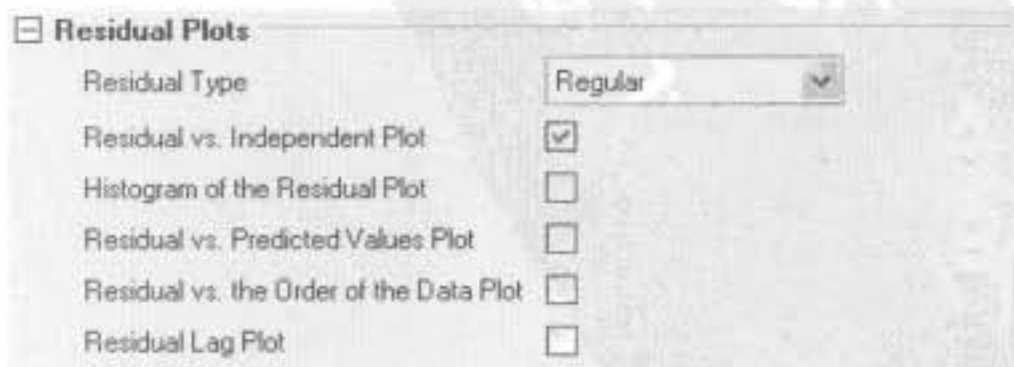 Residual Plots
Residual Type Regular
Residual vs. Independent Plot
Histogram of the Residual Plot
Residual vs. Predicted Values Plot
Residual vs. the Order of the Data Plot
Residual Lag Plot